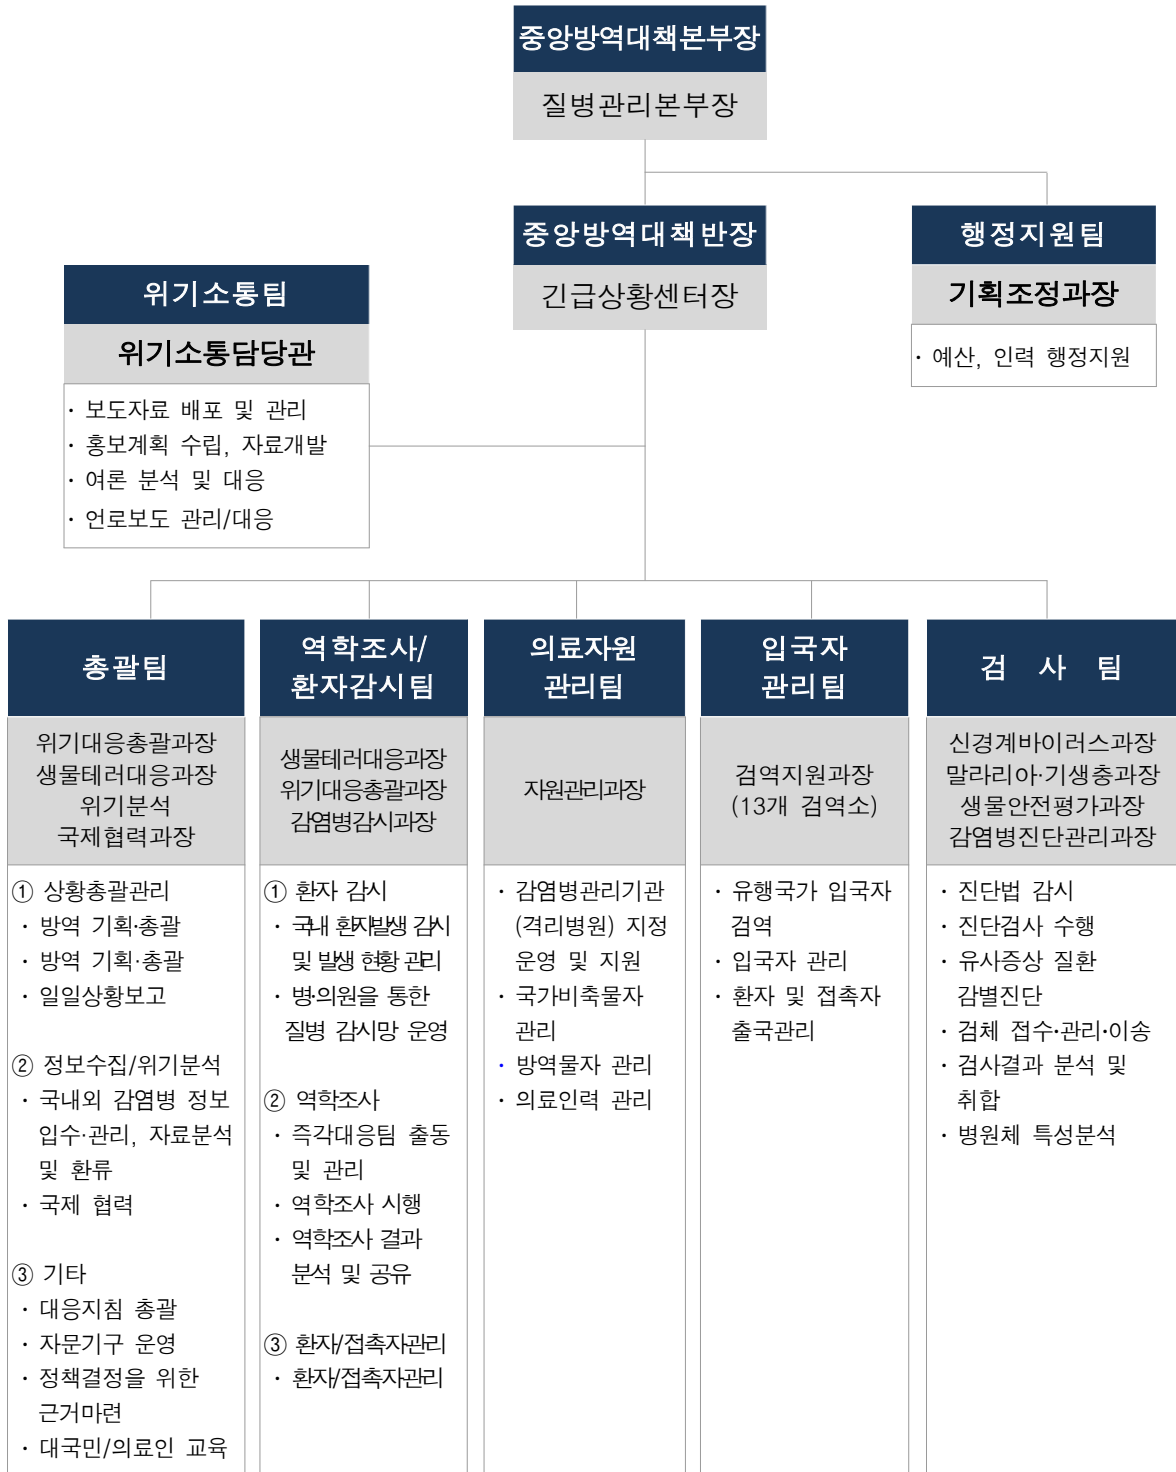 중앙방역대책본부장
질병관리본부장
중앙방역대책반장
긴급상황센터장
행정지원팀
기획조정과장
· 예산, 인력 행정지원
위기소통팀
위기소통담당관
· 보도자료 배포 및 관리
· 홍보계획 수립, 자료개발
· 여론 분석 및 대응
· 언로보도 관리/대응
총괄팀
위기대응총괄과장
생물테러대응과장
위기분석
국제협력과장
① 상황총괄관리
· 방역 기획·총괄
· 방역 기획·총괄
· 일일상황보고
② 정보수집/위기분석
· 국내외 감염병 정보
입수·관리, 자료분석
및 환류
· 국제 협력
③ 기타
· 대응지침 총괄
· 자문기구 운영
· 정책결정을 위한
근거마련
· 대국민/의료인 교육
역학조사/
환자감시팀
생물테러대응과장
위기대응총괄과장
감염병감시과장
① 환자 감시
· 국내 환자발생 감시
및 발생 현황 관리
· 병·의원을 통한
질병 감시망 운영
② 역학조사
· 즉각대응팀 출동
및 관리
· 역학조사 시행
· 역학조사 결과
분석 및 공유
③ 환자/접촉자관리
· 환자/접촉자관리
의료자원
관리팀
자원관리과장
· 감염병관리기관
(격리병원) 지정
운영 및 지원
· 국가비축물자
관리
· 방역물자 관리
· 의료인력 관리
입국자
관리팀
검역지원과장
(13개 검역소)
· 유행국가 입국자
검역
· 입국자 관리
· 환자 및 접촉자
출국관리
검 사 팀
신경계바이러스과장
말라리아·기생충과장
생물안전평가과장
감염병진단관리과장
· 진단법 감시
· 진단검사 수행
· 유사증상 질환
감별진단
· 검체 접수·관리·이송
· 검사결과 분석 및
취합
· 병원체 특성분석